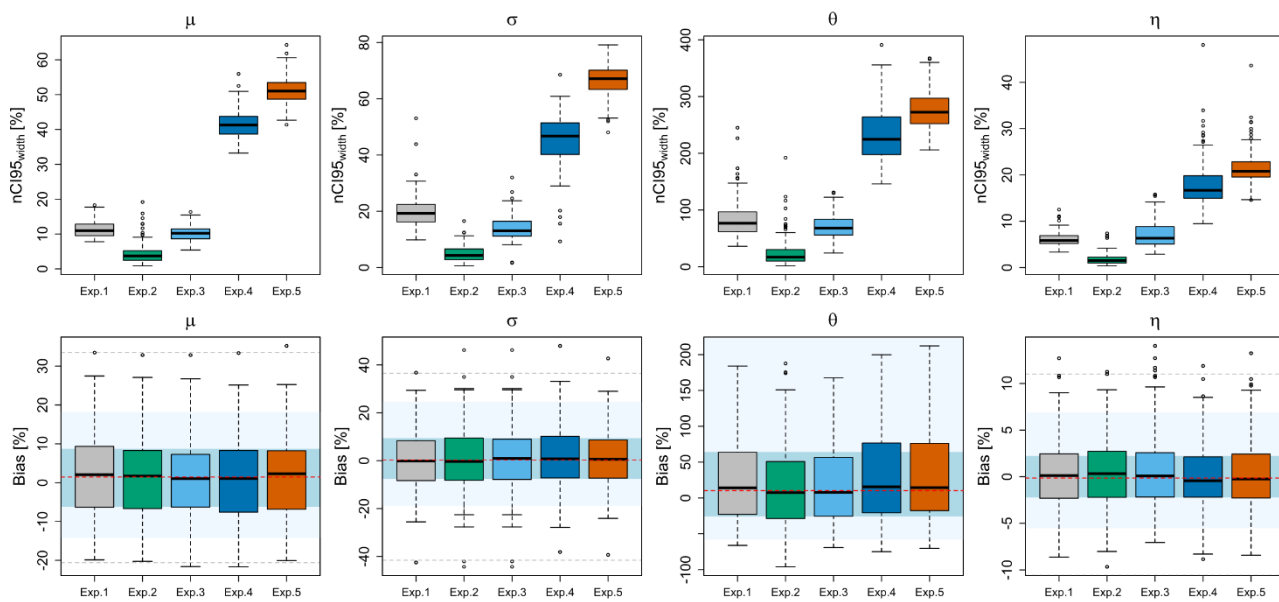 μ
nCI95width [%]
0 10 20 30 40 50 60
Exp.1 Exp.2 Exp.3 Exp.4 Exp.5
σ
nCI95width [%]
0 20 40 60 80
Exp.1 Exp.2 Exp.3 Exp.4 Exp.5
θ
nCI95width [%]
0 100 200 300 400
Exp.1 Exp.2 Exp.3 Exp.4 Exp.5
η
nCI95width [%]
0 10 20 30 40
Exp.1 Exp.2 Exp.3 Exp.4 Exp.5
μ
Bias [%]
-20 -10 0 10 20 30
Exp.1 Exp.2 Exp.3 Exp.4 Exp.5
σ
Bias [%]
-40 -20 0 20 40
Exp.1 Exp.2 Exp.3 Exp.4 Exp.5
θ
Bias [%]
-100 0 50 100 150 200
Exp.1 Exp.2 Exp.3 Exp.4 Exp.5
η
Bias [%]
-10 -5 0 5 10
Exp.1 Exp.2 Exp.3 Exp.4 Exp.5